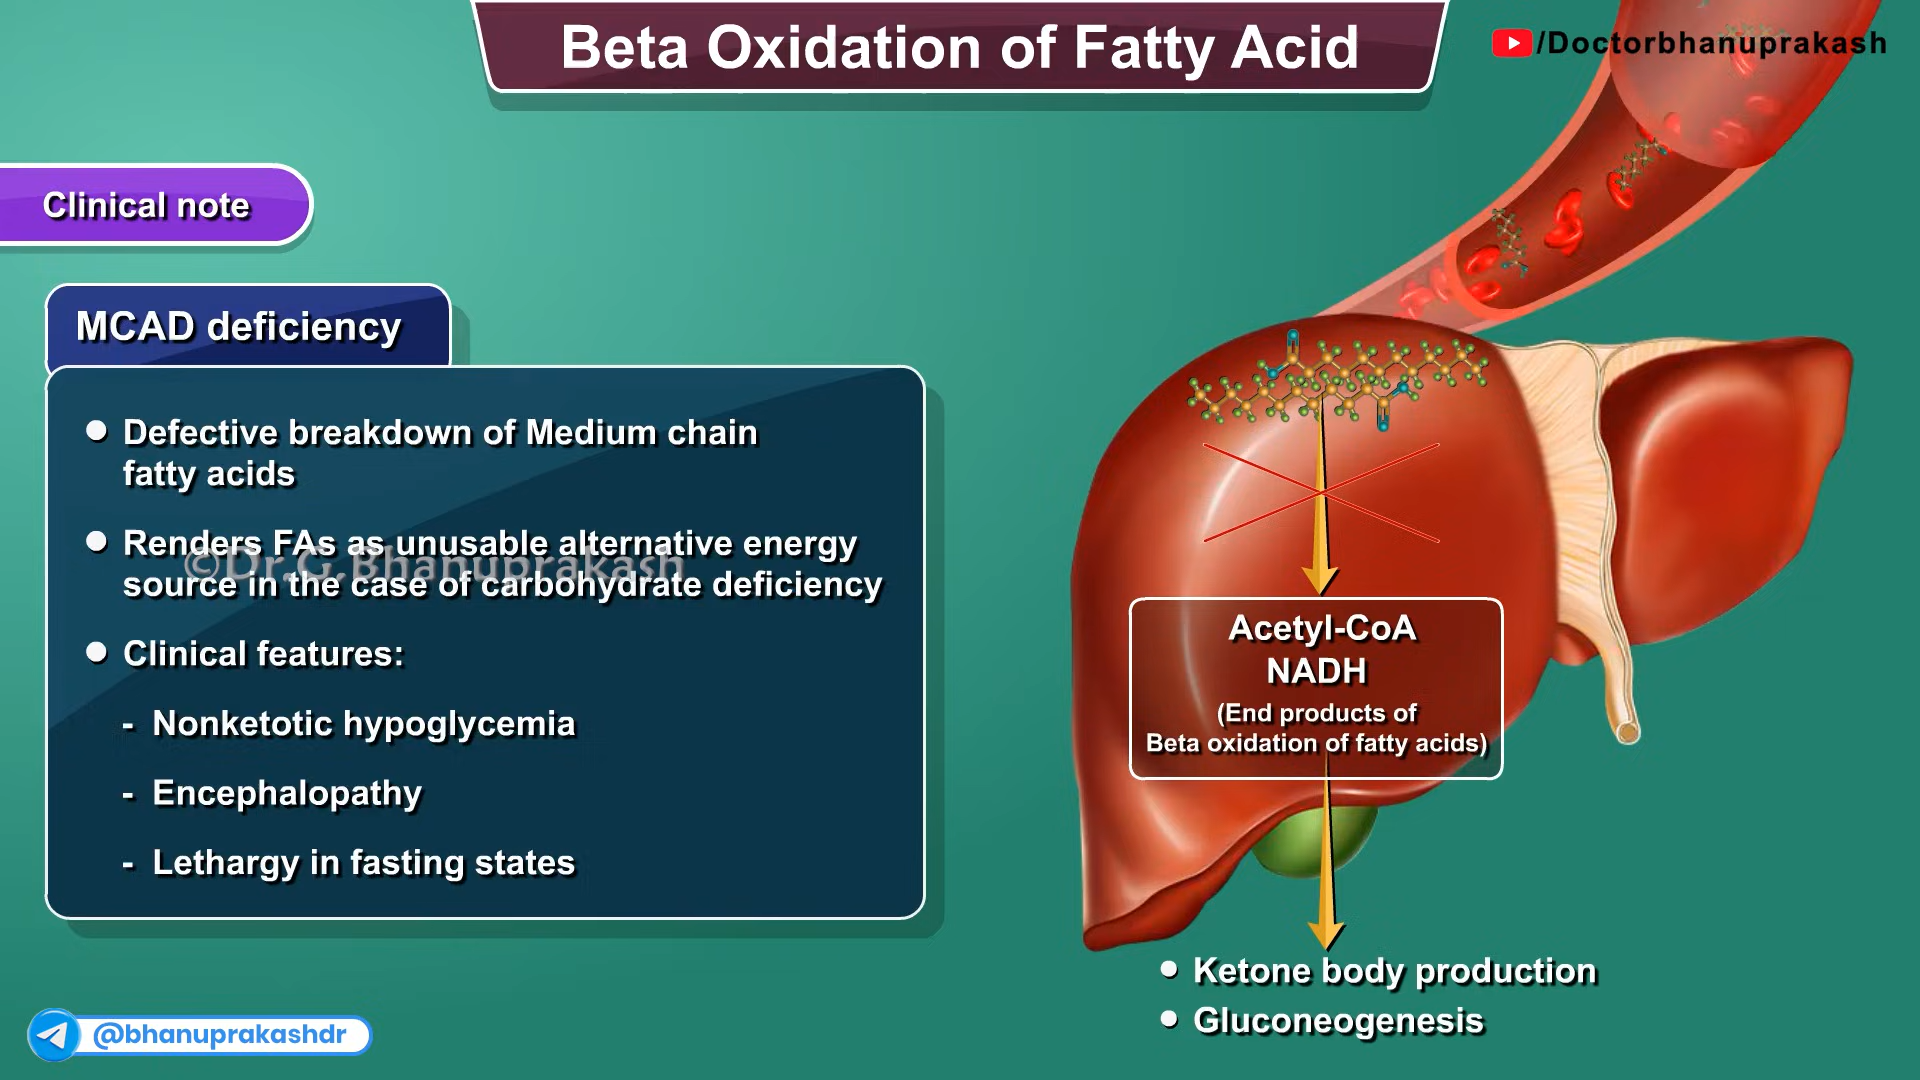 Beta Oxidation of Fatty Acid
/Doctorbhanuprakash
Clinical note
MCAD deficiency
● Defective breakdown of Medium chain
fatty acids
● Renders FAs as unusable alternative energy
source in the case of carbohydrate deficiency
©Dr.G.Bhanuprakash
● Clinical features:
- Nonketotic hypoglycemia
- Encephalopathy
- Lethargy in fasting states
Acetyl-CoA
NADH
(End products of
Beta oxidation of fatty acids)
● Ketone body production
● Gluconeogenesis
@bhanuprakashdr